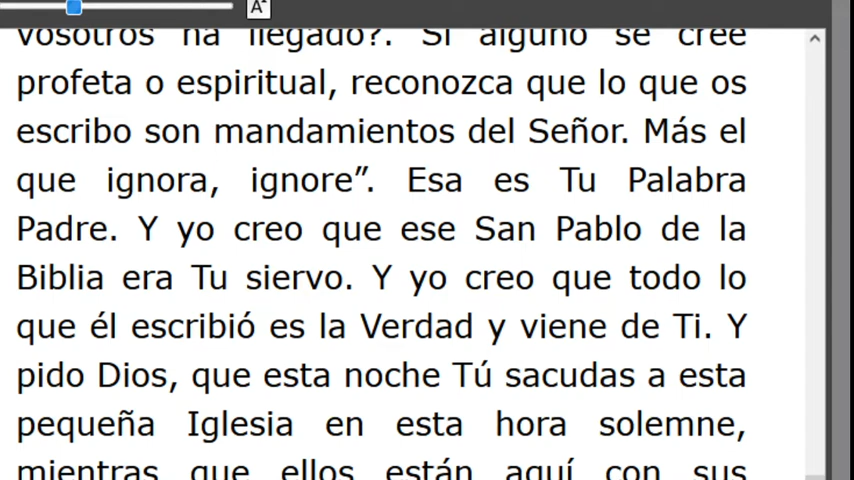 A
vosotros ha llegado?. Si alguno se cree
profeta o espiritual, reconozca que lo que os
escribo son mandamientos del Señor. Más el
que ignora, ignore”. Esa es Tu Palabra
Padre. Y yo creo que ese San Pablo de la
Biblia era Tu siervo. Y yo creo que todo lo
que él escribió es la Verdad y viene de Ti. Y
pido Dios, que esta noche Tú sacudas a esta
pequeña Iglesia en esta hora solemne,
mientras que ellos están aquí con sus